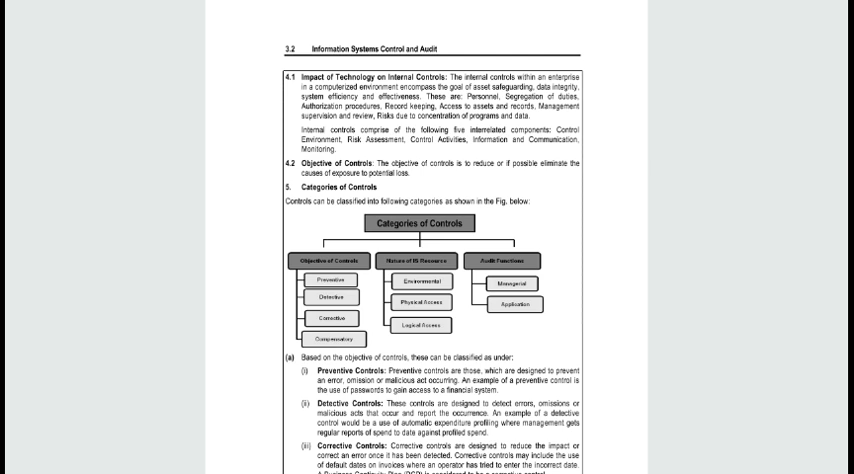 3.2 Information Systems Control and Audit
4.1 Impact of Technology on Internal Controls: The internal controls within an enterprise
in a computerized environment encompass the goal of asset safeguarding, data integrity,
system efficiency and effectiveness. These are: Personnel, Segregation of duties,
Authorization procedures, Record keeping, Access to assets and records, Management
supervision and review, Risks due to concentration of programs and data.
Internal controls comprise of the following five interrelated components: Control
Environment, Risk Assessment, Control Activities, Information and Communication,
Monitoring.
4.2 Objective of Controls: The objective of controls is to reduce or if possible eliminate the
causes of exposure to potential loss.
5. Categories of Controls
Controls can be classified into following categories as shown in the Fig. below:
Categories of Controls
Objective of Controls
Preventive
Detective
Corrective
Compensatory
Nature of IS Resource
Environmental
Physical Access
Logical Access
Audit Functions
Managerial
Application
(a) Based on the objective of controls, these can be classified as under:
(i) Preventive Controls: Preventive controls are those, which are designed to prevent
an error, omission or malicious act occurring. An example of a preventive control is
the use of passwords to gain access to a financial system.
(ii) Detective Controls: These controls are designed to detect errors, omissions or
malicious acts that occur and report the occurrence. An example of a detective
control would be a use of automatic expenditure profiling where management gets
regular reports of spend to date against profiled spend.
(iii) Corrective Controls: Corrective controls are designed to reduce the impact or
correct an error once it has been detected. Corrective controls may include the use
of default dates on invoices where an operator has tried to enter the incorrect date.
A Business Continuity Plan (BCP) is considered to be a corrective control.